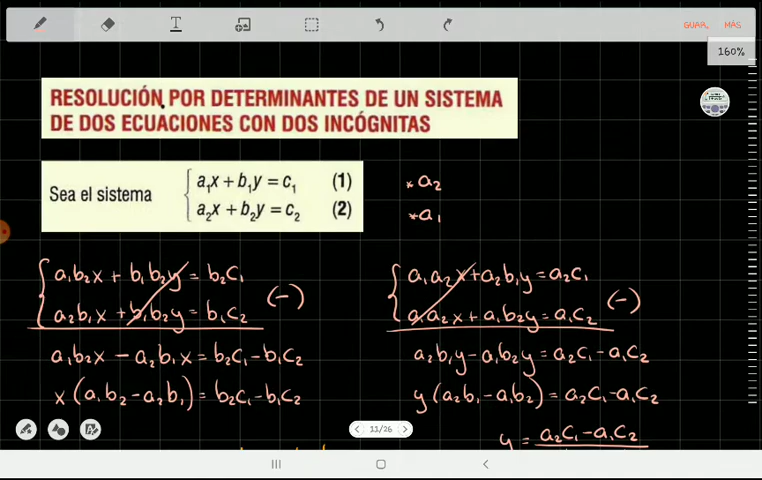 T GUAR. MÁS
160%
RESOLUCIÓN POR DETERMINANTES DE UN SISTEMA
DE DOS ECUACIONES CON DOS INCÓGNITAS
Sea el sistema
a₁x + b₁y = c₁ (1)
a₂x + b₂y = c₂ (2)
*a₂
*a₁
a₁b₂x + b₁b₂y = b₂c₁
a₂b₁x + b₁b₂y = b₁c₂ (-)
a₁b₂x - a₂b₁x = b₂c₁ - b₁c₂
x(a₁b₂ - a₂b₁) = b₂c₁ - b₁c₂
a₁a₂x + a₂b₁y = a₂c₁
a₁a₂x + a₁b₂y = a₁c₂ (-)
a₂b₁y - a₁b₂y = a₂c₁ - a₁c₂
y(a₂b₁ - a₁b₂) = a₂c₁ - a₁c₂
y = a₂c₁ - a₁c₂
11/26